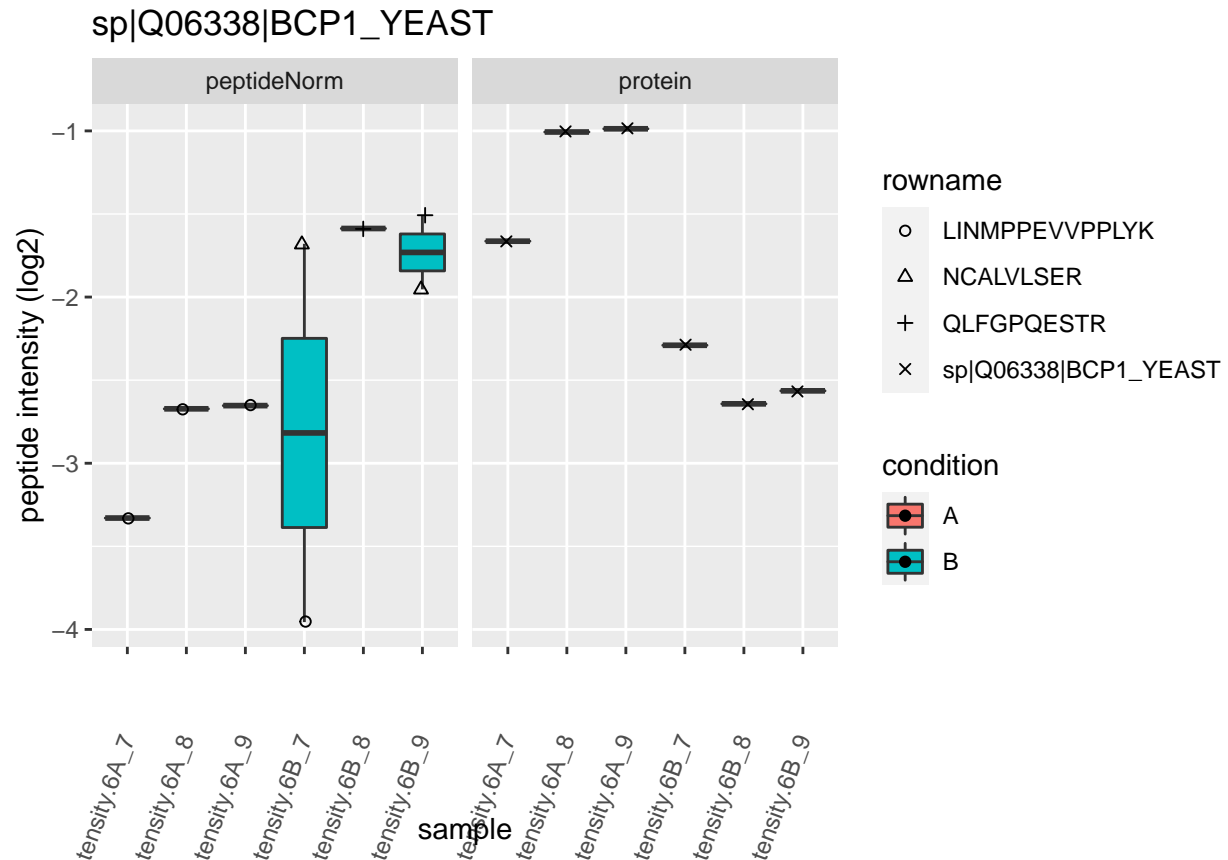 sp|Q06338|BCP1_YEAST
peptideNorm
protein
peptide intensity (log2)
−1
−2
−3
−4
tensity.6A_7
tensity.6A_8
tensity.6A_9
tensity.6B_7
tensity.6B_8
tensity.6B_9
tensity.6A_7
tensity.6A_8
tensity.6A_9
tensity.6B_7
tensity.6B_8
tensity.6B_9
sample
rowname
LINMPPEVVPPLYK
NCALVLSER
QLFGPQESTR
sp|Q06338|BCP1_YEAST
condition
A
B